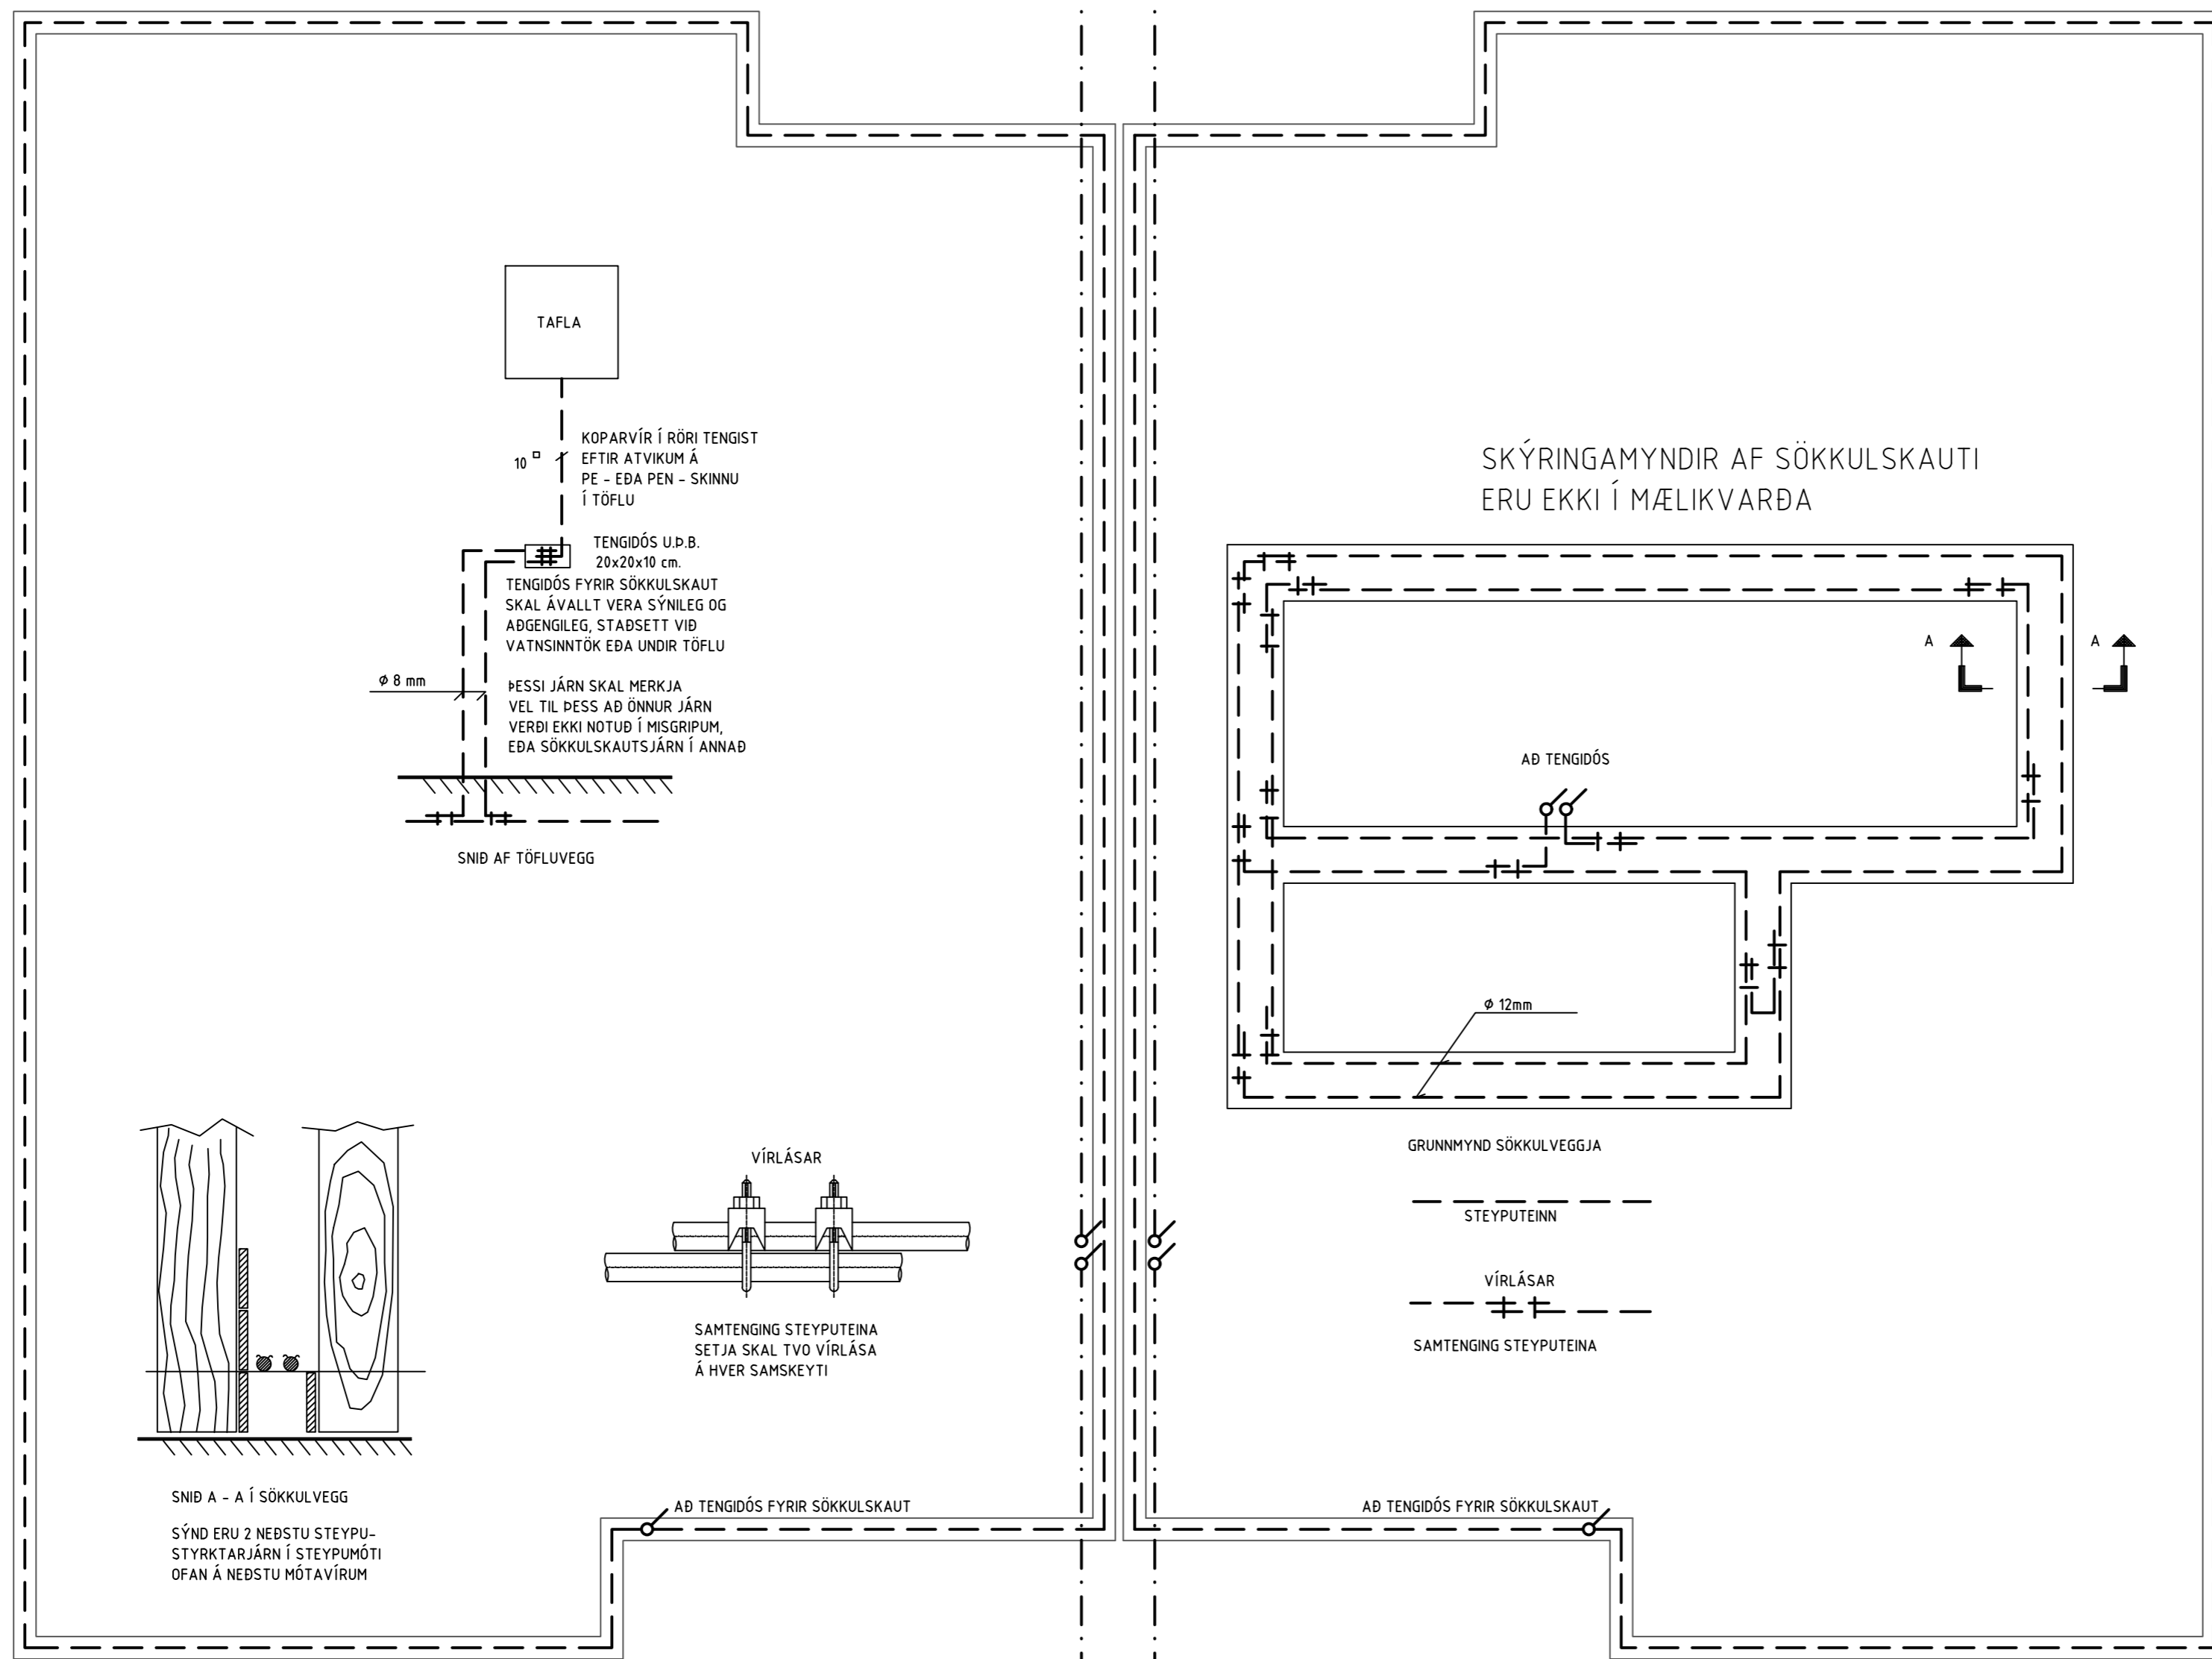 TAFLA
10
KOPARVÍR Í RÖRI TENGIST
EFTIR ATVIKUM Á
PE - EÐA PEN - SKINNU
Í TÖFLU
TENGIDÓS U.Þ.B.
20x20x10 cm.
TENGIDÓS FYRIR SÖKKULSKAUT
SKAL ÁVALLT VERA SÝNILEG OG
AÐGENGILEG, STAÐSETT VIÐ
VATNSINNTÖK EÐA UNDIR TÖFLU
Ø 8 mm
ÞESSI JÁRN SKAL MERKJA
VEL TIL ÞESS AÐ ÖNNUR JÁRN
VERÐI EKKI NOTUÐ Í MISGRIPUM,
EÐA SÖKKULSKAUTSJÁRN Í ANNAÐ
SNIÐ AF TÖFLUVEGG
SKÝRINGAMYNDIR AF SÖKKULSKAUTI
ERU EKKI Í MÆLIKVARÐA
A
A
AÐ TENGIDÓS
Ø 12mm
GRUNNMYND SÖKKULVEGGJA
STEYPUTEINN
VÍRLÁSAR
SAMTENGING STEYPUTEINA
VÍRLÁSAR
SAMTENGING STEYPUTEINA
SETJA SKAL TVO VÍRLÁSA
Á HVER SAMSKEYTI
SNIÐ A - A Í SÖKKULVEGG
SÝND ERU 2 NEÐSTU STEYPU-
STYRKTARJÁRN Í STEYPUMÓTI
OFAN Á NEÐSTU MÓTAVÍRUM
AÐ TENGIDÓS FYRIR SÖKKULSKAUT
AÐ TENGIDÓS FYRIR SÖKKULSKAUT